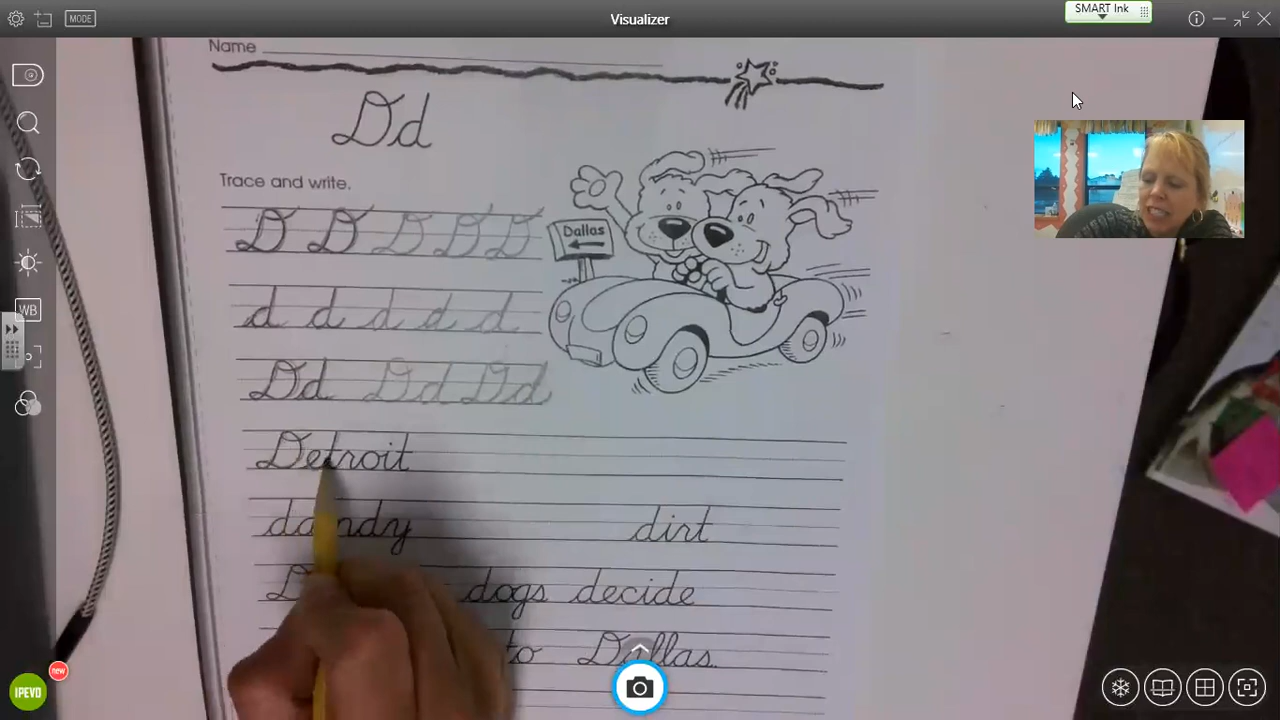 Visualizer
SMART Ink
MODE
Name
Dd
Trace and write.
D D D D D
Dallas
d d d d d
WB
Dd Dd Dd
Detroit
dandy dirt
dogs decide
to Dallas.
new
IPEVO